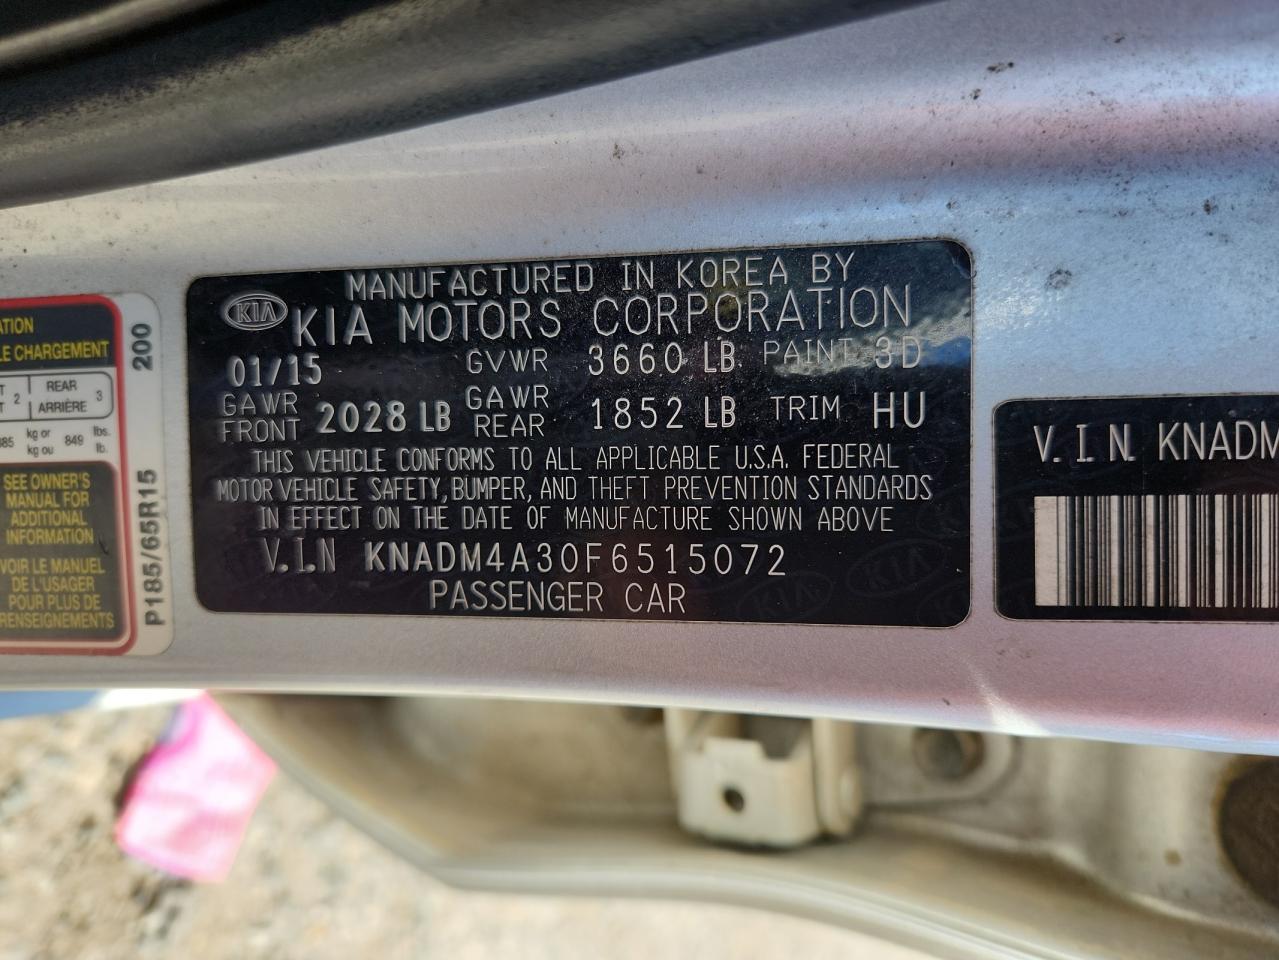 ATION
LE CHARGEMENT
T 2 REAR 3
T ARRIÈRE
385 kg or 849 lbs.
kg ou lb.
SEE OWNER'S
MANUAL FOR
ADDITIONAL
INFORMATION
VOIR LE MANUEL
DE L'USAGER
POUR PLUS DE
RENSEIGNEMENTS
P185/65R15 200
MANUFACTURED IN KOREA BY
KIA KIA MOTORS CORPORATION
01/15 GVWR 3660 LB PAINT 3D
GAWR FRONT 2028 LB GAWR REAR 1852 LB TRIM HU
THIS VEHICLE CONFORMS TO ALL APPLICABLE U.S.A. FEDERAL
MOTOR VEHICLE SAFETY, BUMPER, AND THEFT PREVENTION STANDARDS
IN EFFECT ON THE DATE OF MANUFACTURE SHOWN ABOVE
V.I.N KNADM4A30F6515072
PASSENGER CAR
V.I.N. KNADM